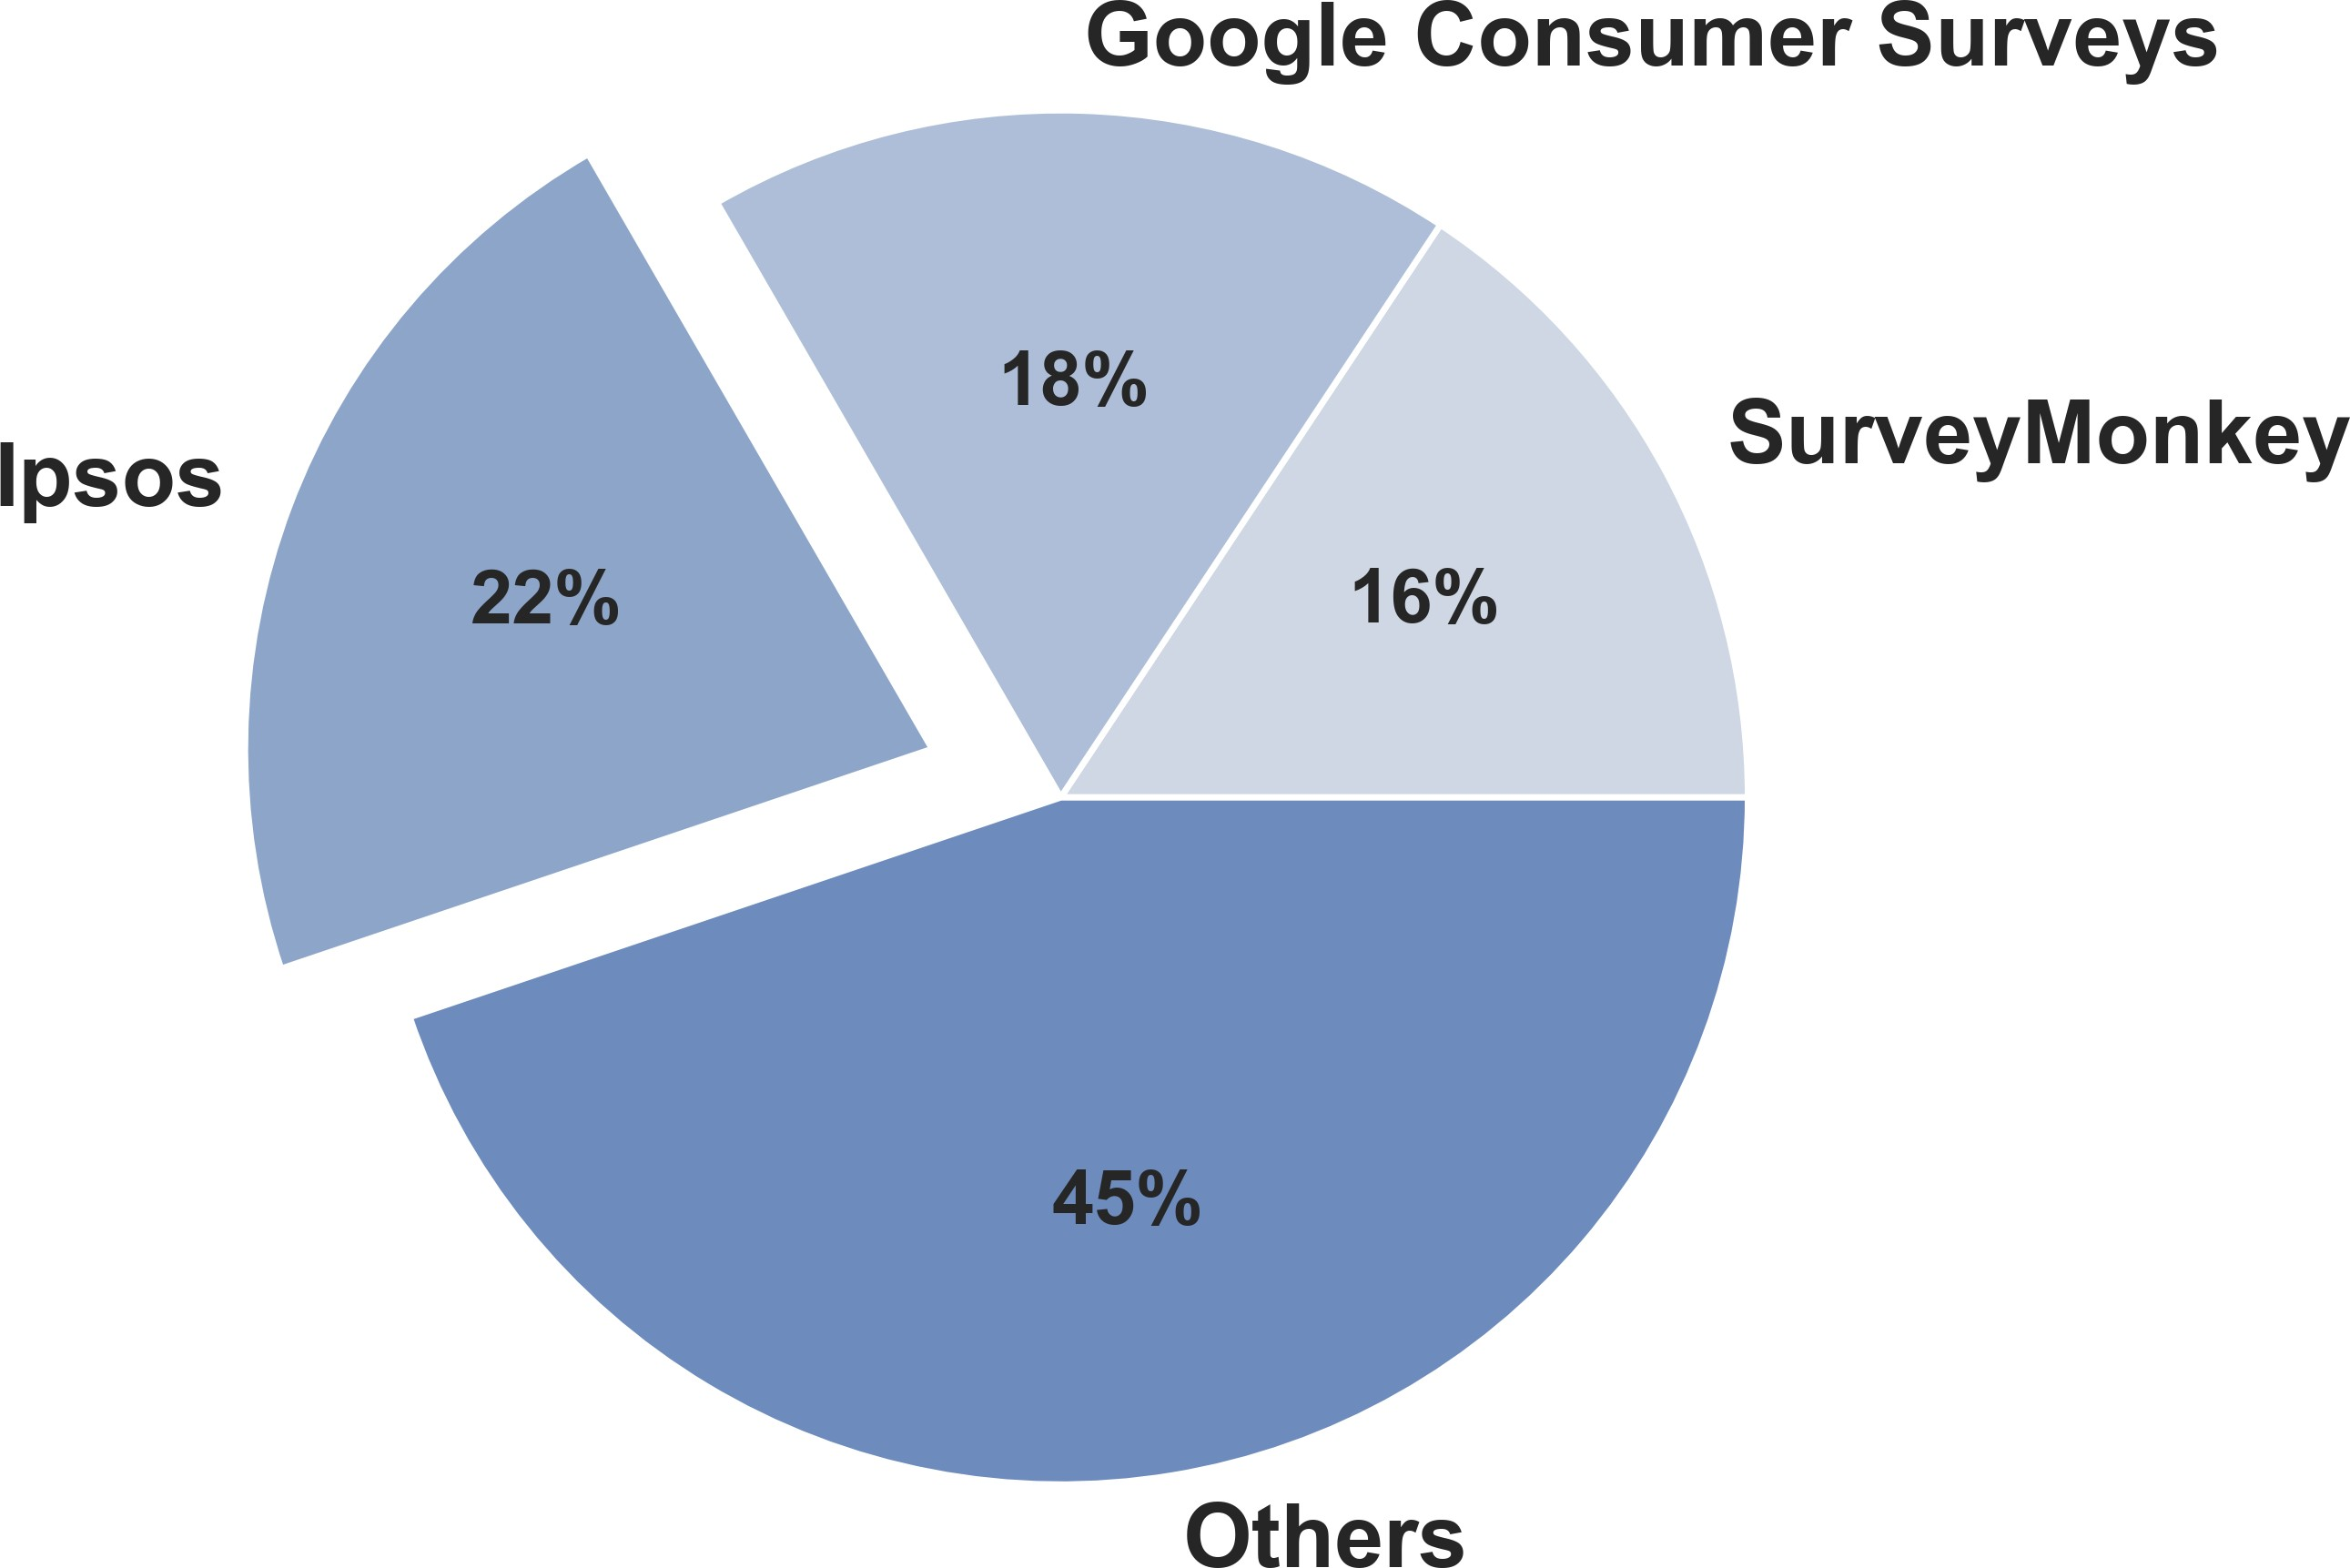 Google Consumer Surveys
18%
SurveyMonkey
Ipsos
22%
16%
45%
Others